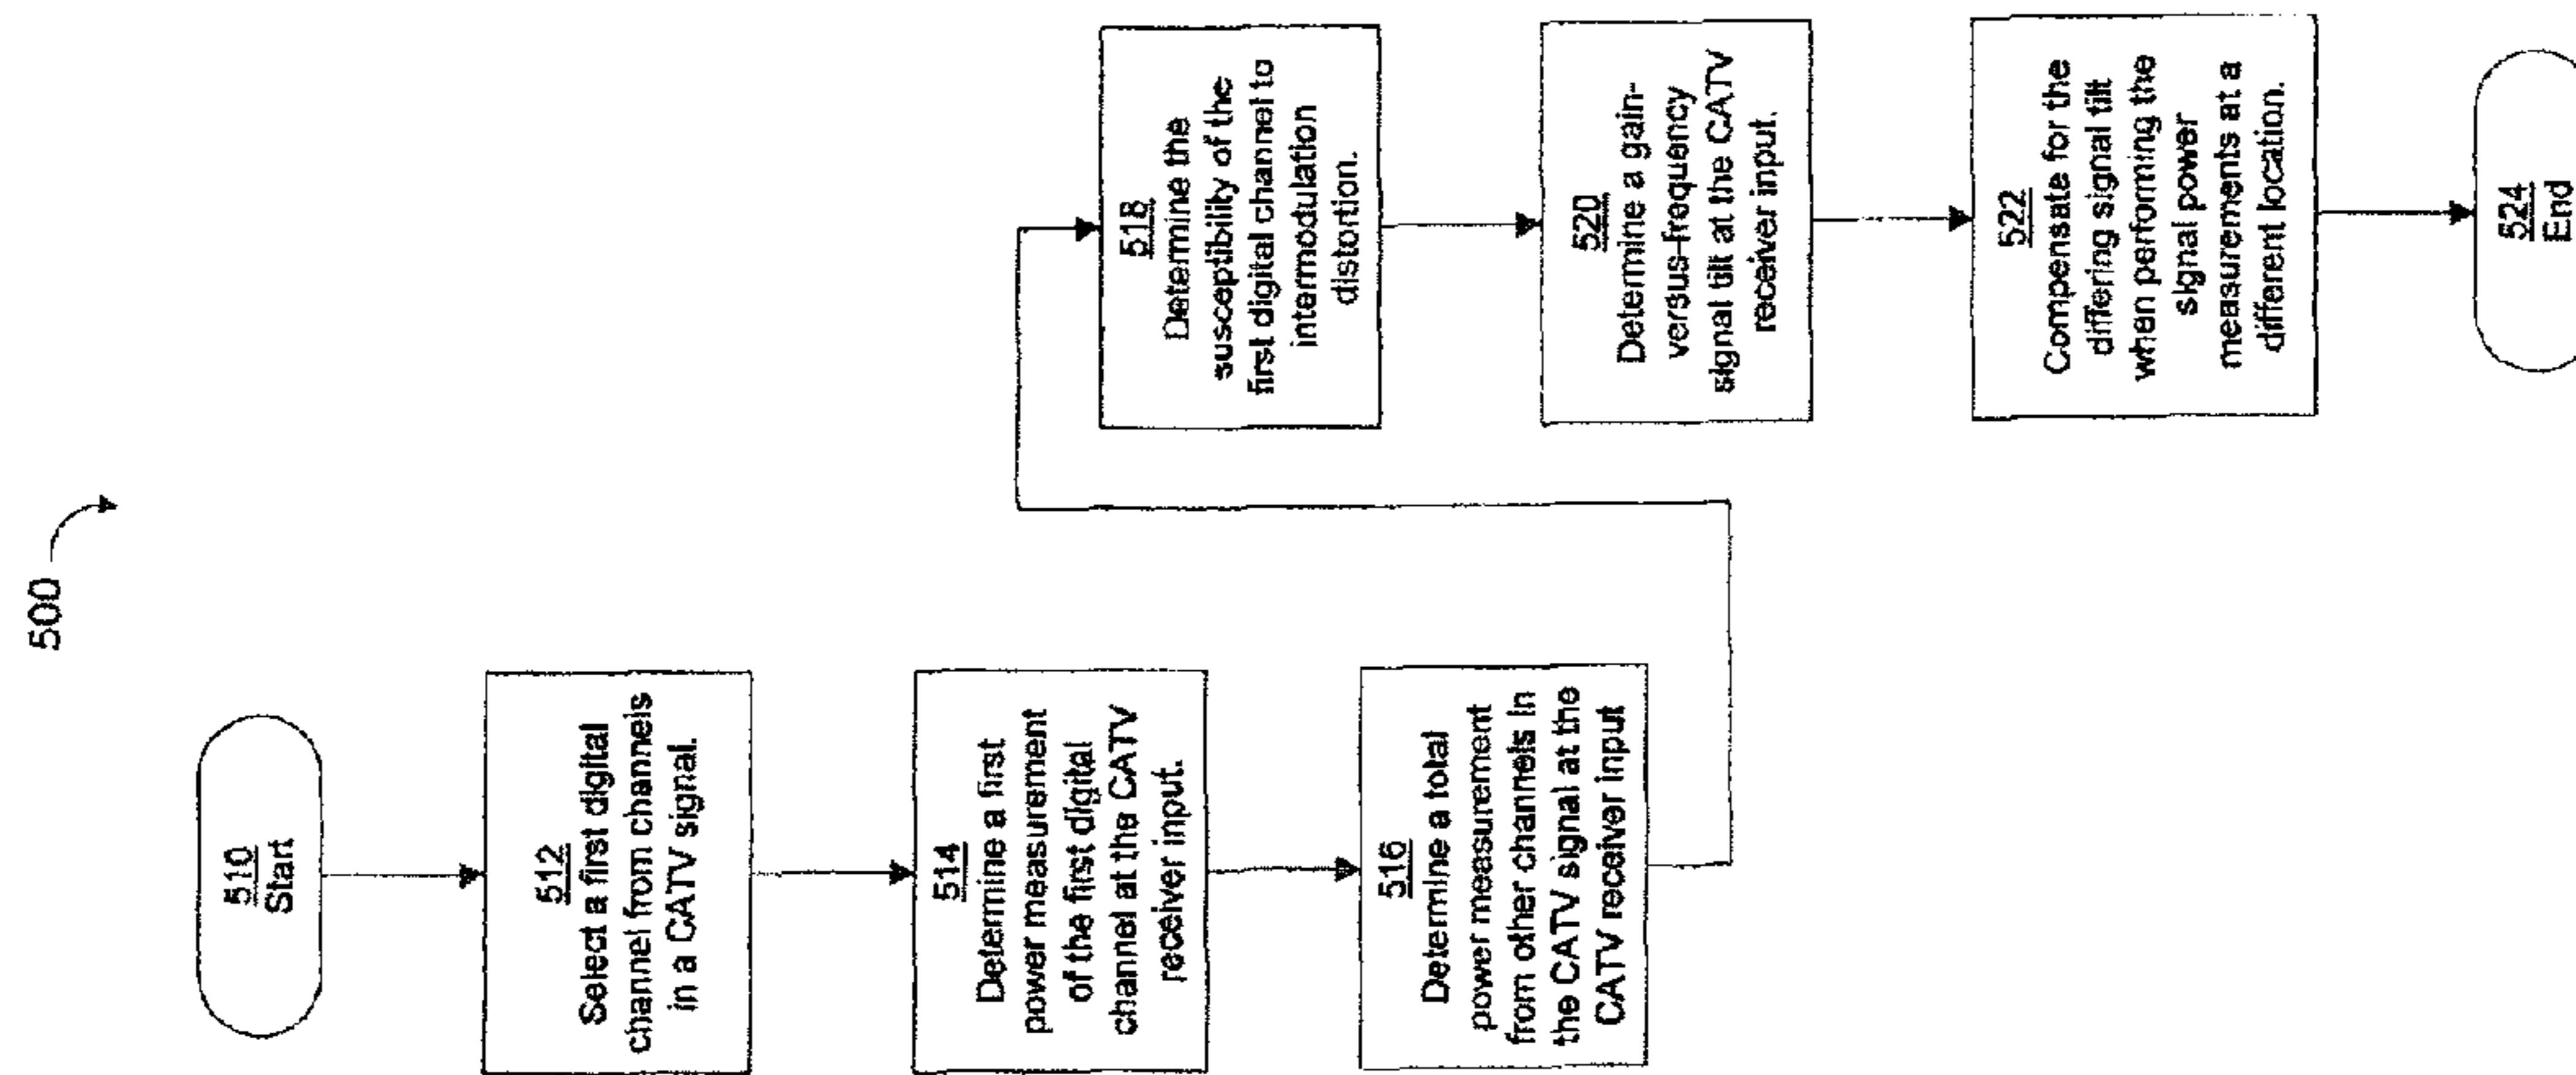 500
510
Start
512
Select a first digital
channel from channels
in a CATV signal.
514
Determine a first
power measurement
of the first digital
channel at the CATV
receiver input.
516
Determine a total
power measurement
from other channels in
the CATV signal at the
CATV receiver input
518
Determine the
susceptibility of the
first digital channel to
intermodulation
distortion.
520
Determine a gain-
versus-frequency
signal tilt at the CATV
receiver input.
522
Compensate for the
differing signal tilt
when performing the
signal power
measurements at a
different location.
524
End